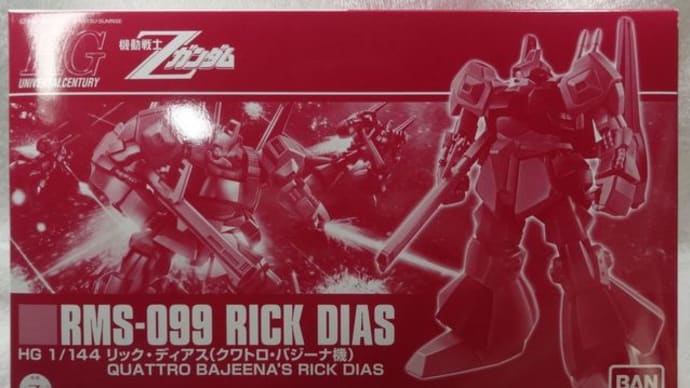 HG
UNIVERSAL CENTURY
機動戦士
Zガンダム
RMS-099 RICK DIAS
HG 1/144 リック・ディアス(クワトロ・バジーナ機)
QUATTRO BAJEENA'S RICK DIAS
BAN